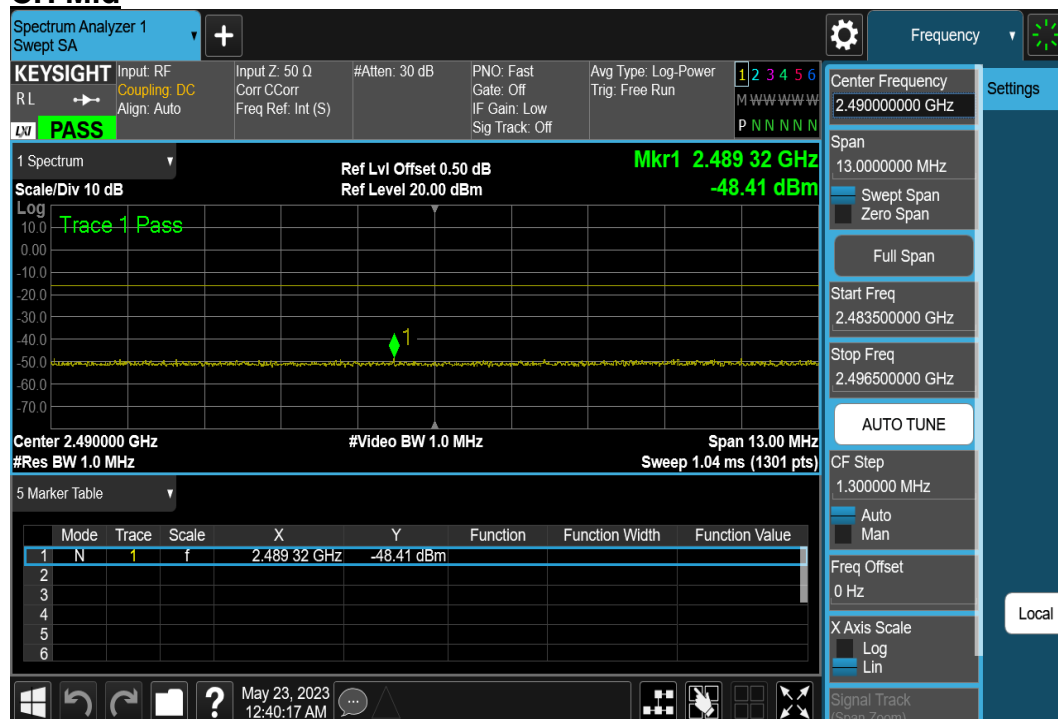 CH Mid
Spectrum Analyzer 1
Swept SA
Frequency
KEYSIGHT
R L
LXI
PASS
Input: RF
Coupling: DC
Align: Auto
Input Z: 50 Ω
Corr CCorr
Freq Ref: Int (S)
#Atten: 30 dB
PNO: Fast
Gate: Off
IF Gain: Low
Sig Track: Off
Avg Type: Log-Power
Trig: Free Run
1 2 3 4 5 6
M W W W W W
P N N N N N
1 Spectrum
Scale/Div 10 dB
Ref Lvl Offset 0.50 dB
Ref Level 20.00 dBm
Mkr1 2.489 32 GHz
-48.41 dBm
Log
Trace 1 Pass
10.0
0.00
-10.0
-20.0
-30.0
-40.0
1
-50.0
-60.0
-70.0
Center 2.490000 GHz
#Res BW 1.0 MHz
#Video BW 1.0 MHz
Span 13.00 MHz
Sweep 1.04 ms (1301 pts)
5 Marker Table
Mode Trace Scale X Y Function Function Width Function Value
1 N 1 f 2.489 32 GHz -48.41 dBm
2
3
4
5
6
May 23, 2023
12:40:17 AM
Center Frequency
2.490000000 GHz
Span
13.0000000 MHz
Swept Span
Zero Span
Full Span
Start Freq
2.483500000 GHz
Stop Freq
2.496500000 GHz
AUTO TUNE
CF Step
1.300000 MHz
Auto
Man
Freq Offset
0 Hz
X Axis Scale
Log
Lin
Signal Track
(Span Zoom)
Settings
Local